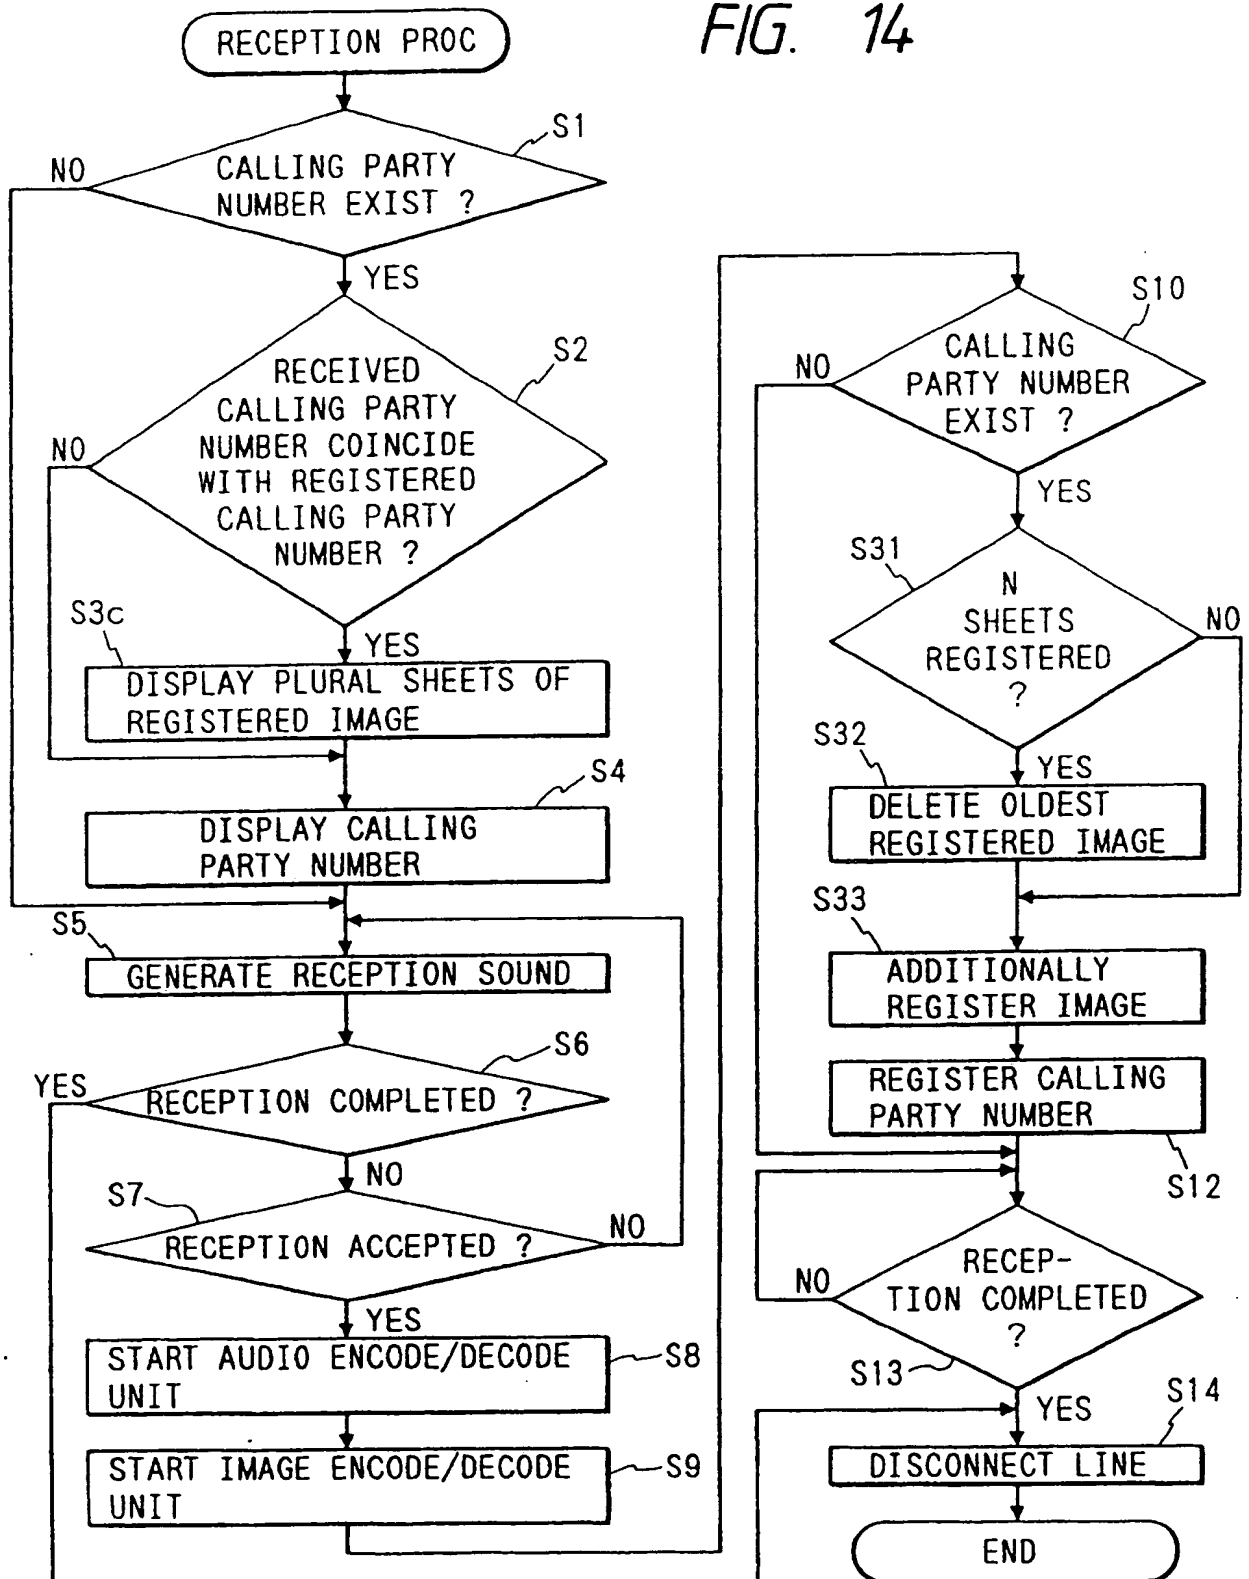 FIG. 14
RECEPTION PROC
S1
CALLING PARTY
NUMBER EXIST ?
NO
YES
S2
RECEIVED
CALLING PARTY
NUMBER COINCIDE
WITH REGISTERED
CALLING PARTY
NUMBER ?
NO
YES
S3c
DISPLAY PLURAL SHEETS OF
REGISTERED IMAGE
S4
DISPLAY CALLING
PARTY NUMBER
S5
GENERATE RECEPTION SOUND
S6
YES
RECEPTION COMPLETED ?
NO
S7
RECEPTION ACCEPTED ?
NO
YES
START AUDIO ENCODE/DECODE
UNIT
S8
START IMAGE ENCODE/DECODE
UNIT
S9
S10
CALLING
PARTY NUMBER
EXIST ?
NO
YES
S31
N
SHEETS
REGISTERED
?
NO
YES
S32
DELETE OLDEST
REGISTERED IMAGE
S33
ADDITIONALLY
REGISTER IMAGE
REGISTER CALLING
PARTY NUMBER
S12
RECEP-
TION COMPLETED
?
NO
S13
YES
S14
DISCONNECT LINE
END